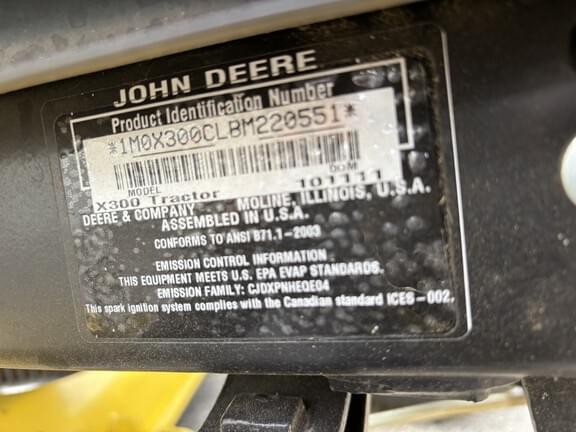 JOHN DEERE
Product Identification Number
*1M0X300CLBM220551*
MODEL DOM
X300 Tractor 101111
DEERE & COMPANY MOLINE, ILLINOIS, U.S.A.
ASSEMBLED IN U.S.A.
CONFORMS TO ANSI B71.1-2003
EMISSION CONTROL INFORMATION
THIS EQUIPMENT MEETS U.S. EPA EVAP STANDARDS.
EMISSION FAMILY: CJDXPNHEQE04
This spark ignition system complies with the Canadian standard ICES-002.